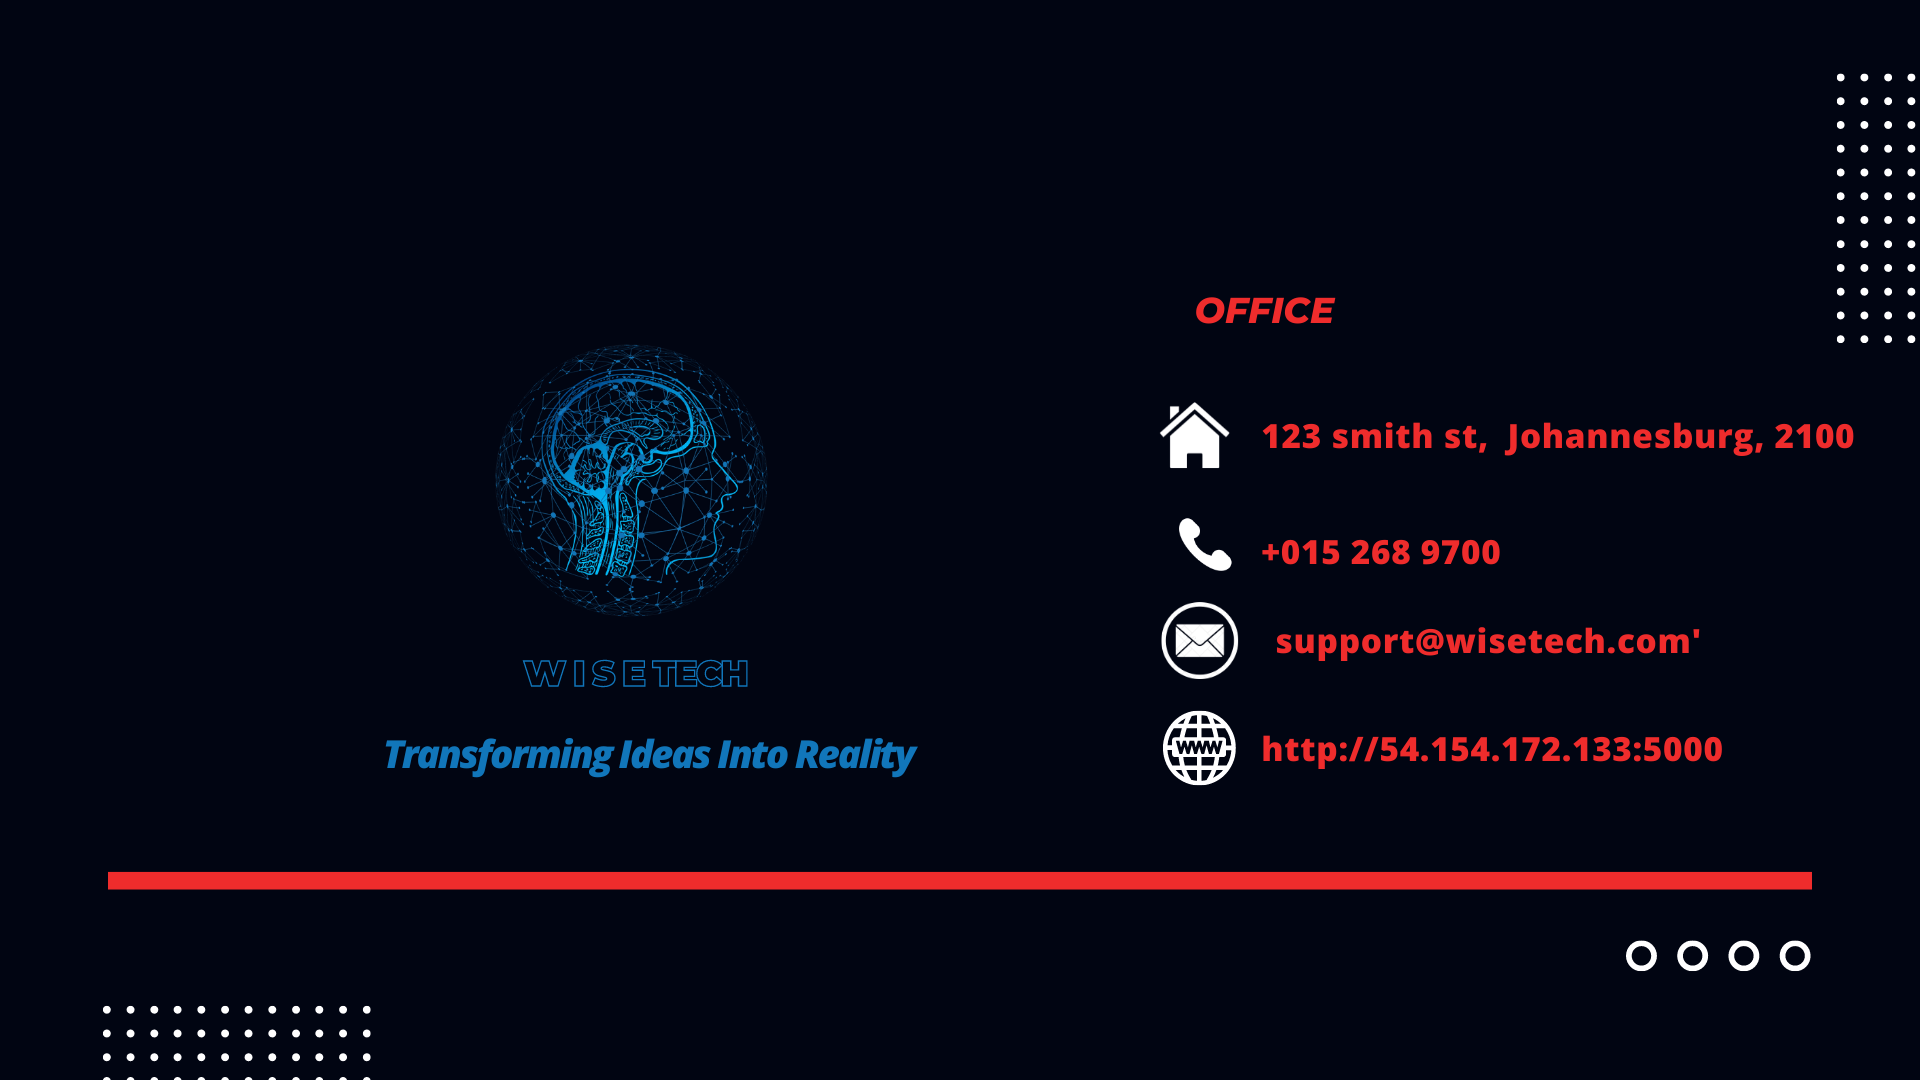 OFFICE
123 smith st, Johannesburg, 2100
+015 268 9700
support@wisetech.com'
WWW
http://54.154.172.133:5000
WISETECH
Transforming Ideas Into Reality